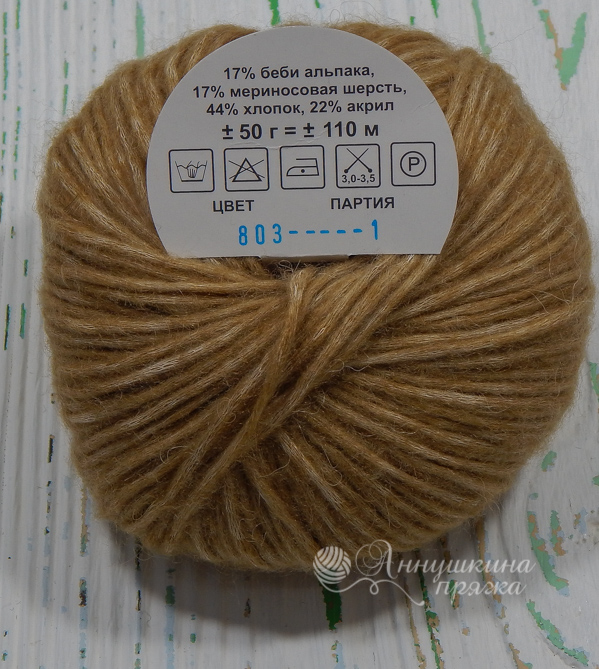 17% беби альпака,
17% мериносовая шерсть,
44% хлопок, 22% акрил
± 50 г = ± 110 м
3,0-3,5
P
ЦВЕТ ПАРТИЯ
803-----1
Аннушкина
пряжа